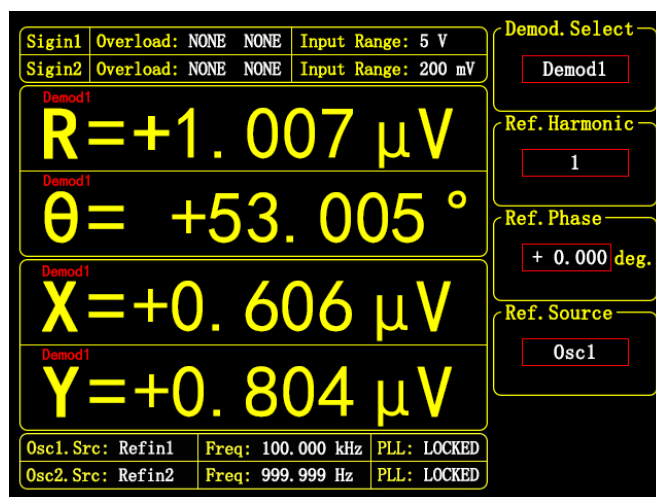 Sigin1 Overload: NONE NONE Input Range: 5 V
Sigin2 Overload: NONE NONE Input Range: 200 mV
Demod1
R=+1.007 μV
Demod1
θ= +53.005 °
Demod1
X=+0.606 μV
Demod1
Y=+0.804 μV
Osc1.Src: Refin1 Freq: 100.000 kHz PLL: LOCKED
Osc2.Src: Refin2 Freq: 999.999 Hz PLL: LOCKED
Demod.Select
Demod1
Ref.Harmonic
1
Ref.Phase
+ 0.000 deg.
Ref.Source
Osc1